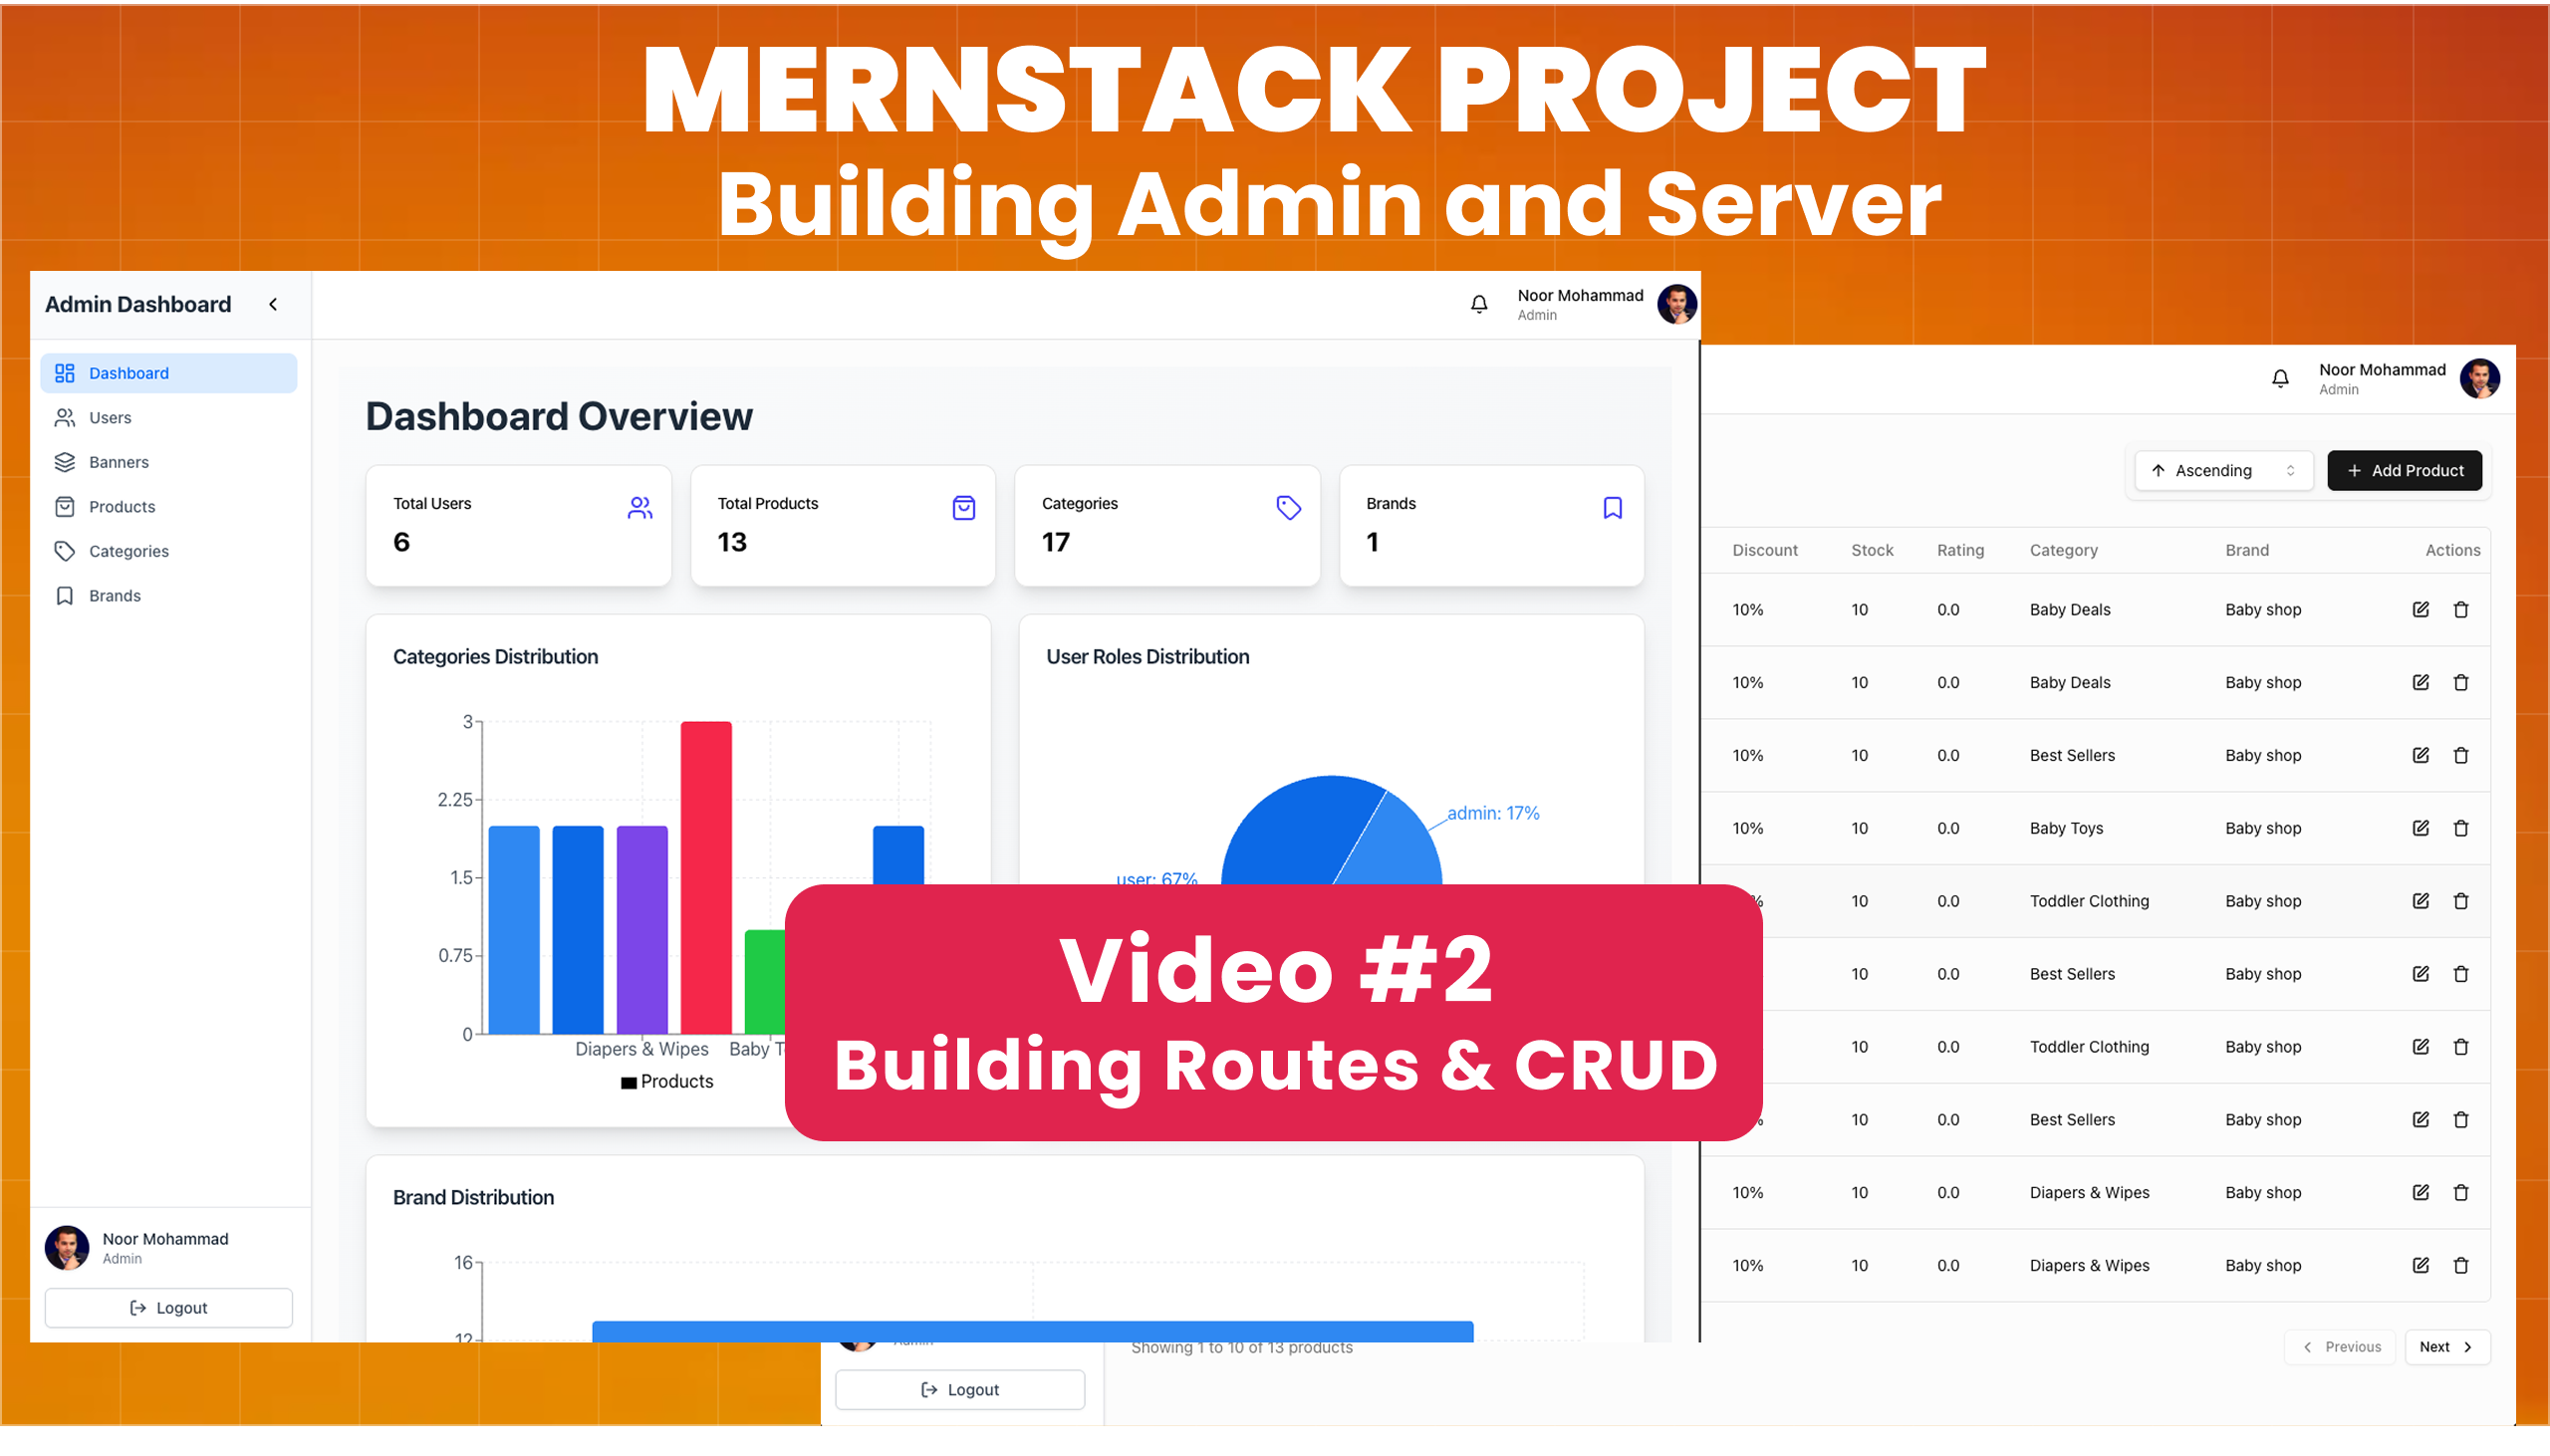 MERNSTACK PROJECT
Building Admin and Server
Admin Dashboard
Noor Mohammad
Admin
Dashboard
Users
Banners
Products
Categories
Brands
Noor Mohammad
Admin
Logout
Dashboard Overview
Total Users
6
Total Products
13
Categories
17
Brands
1
Categories Distribution
3
2.25
1.5
0.75
0
Diapers & Wipes Baby T
Products
User Roles Distribution
admin: 17%
user: 67%
Video #2
Building Routes & CRUD
Brand Distribution
16
12
Noor Mohammad
Admin
Ascending
+ Add Product
Discount Stock Rating Category Brand Actions
10% 10 0.0 Baby Deals Baby shop
10% 10 0.0 Baby Deals Baby shop
10% 10 0.0 Best Sellers Baby shop
10% 10 0.0 Baby Toys Baby shop
% 10 0.0 Toddler Clothing Baby shop
10 0.0 Best Sellers Baby shop
10 0.0 Toddler Clothing Baby shop
% 10 0.0 Best Sellers Baby shop
10% 10 0.0 Diapers & Wipes Baby shop
10% 10 0.0 Diapers & Wipes Baby shop
Admin
Showing 1 to 10 of 13 products
Previous
Next
Logout